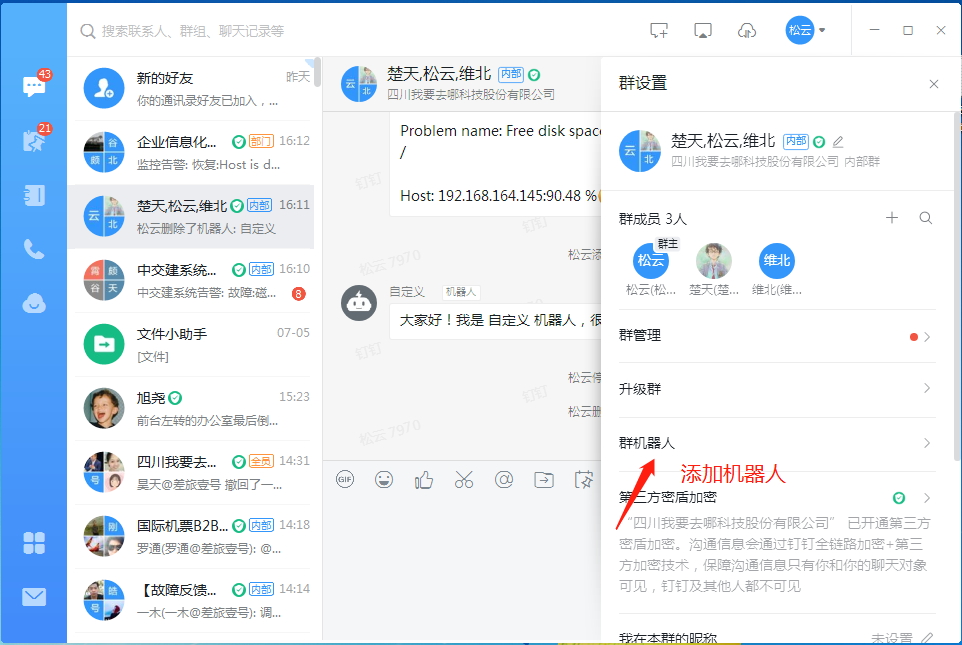 搜索联系人、群组、聊天记录等
松云
43
21
新的好友
昨天
你的通讯录好友已加入，...
企业信息化...
部门
16:12
监控告警: 恢复:Host is d...
楚天,松云,维北
内部
16:11
松云删除了机器人: 自定义
中交建系统...
内部
16:10
中交建系统告警: 故障:磁...
8
文件小助手
07-05
[文件]
旭尧
15:23
前台左转的办公室最后倒...
四川我要去...
全员
14:31
昊天@差旅壹号 撤回了一...
国际机票B2B...
内部
14:18
罗通(罗通@差旅壹号): @...
【故障反馈...
内部
14:14
一木(一木@差旅壹号): 调...
楚天,松云,维北
内部
四川我要去哪科技股份有限公司
Problem name: Free disk space
/
Host: 192.168.164.145:90.48 %
松云添
自定义
机器人
大家好！我是 自定义 机器人，很
松云停
松云删
松云 7970
钉钉
GIF
群设置
楚天,松云,维北
内部
四川我要去哪科技股份有限公司 内部群
群成员 3人
群主
松云
维北
松云(松...
楚天(楚...
维北(维...
群管理
升级群
群机器人
添加机器人
第三方密盾加密
“四川我要去哪科技股份有限公司” 已开通第三方
密盾加密。沟通信息会通过钉钉全链路加密+第三
方加密技术，保障沟通信息只有你和你的聊天对象
可见，钉钉及其他人都不可见
我在本群的昵称
未设置